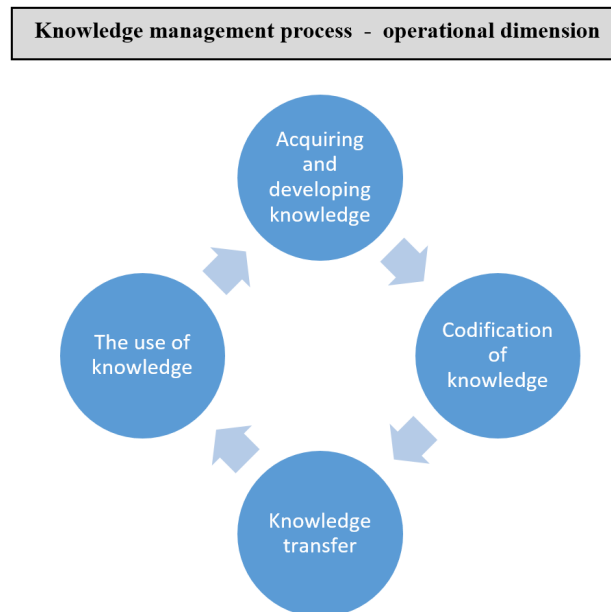 Knowledge management process - operational dimension
Acquiring
and
developing
knowledge
Codification
of
knowledge
Knowledge
transfer
The use of
knowledge